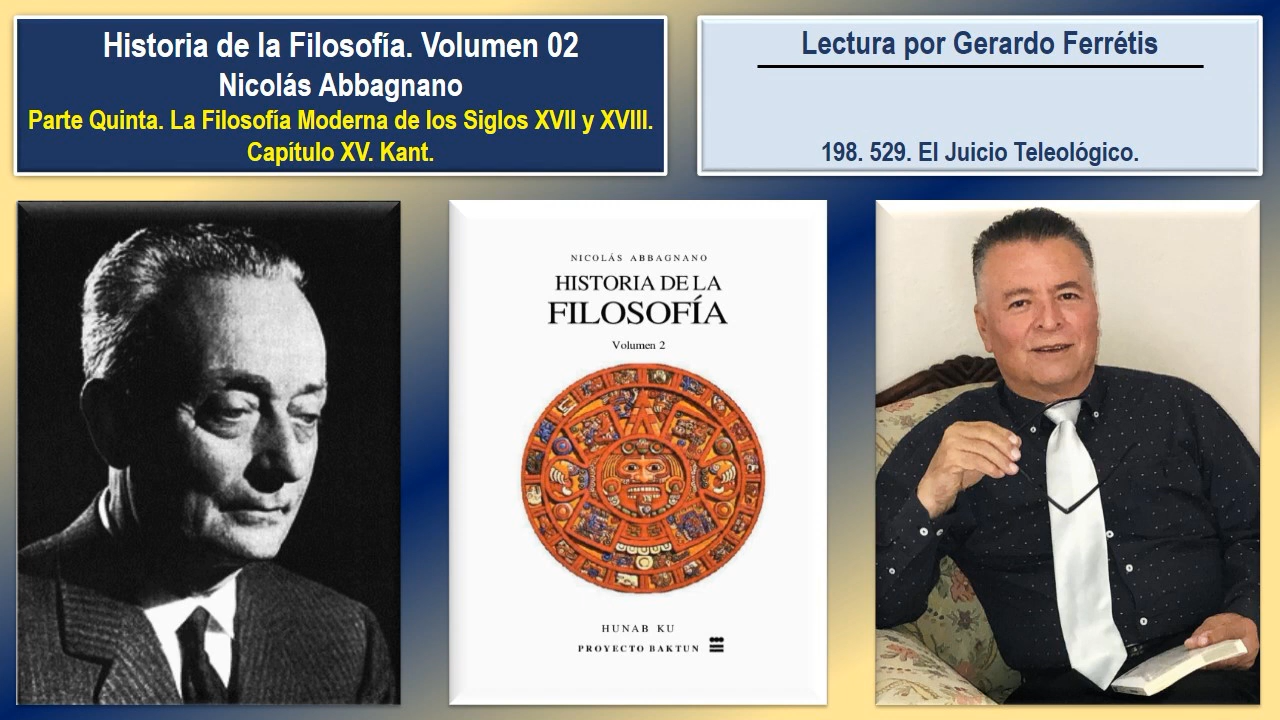 Historia de la Filosofía. Volumen 02
Nicolás Abbagnano
Parte Quinta. La Filosofía Moderna de los Siglos XVII y XVIII.
Capítulo XV. Kant.
Lectura por Gerardo Ferrétis
198. 529. El Juicio Teleológico.
NICOLÁS ABBAGNANO
HISTORIA DE LA
FILOSOFÍA
Volumen 2
HUNAB KU
PROYECTO BAKTUN